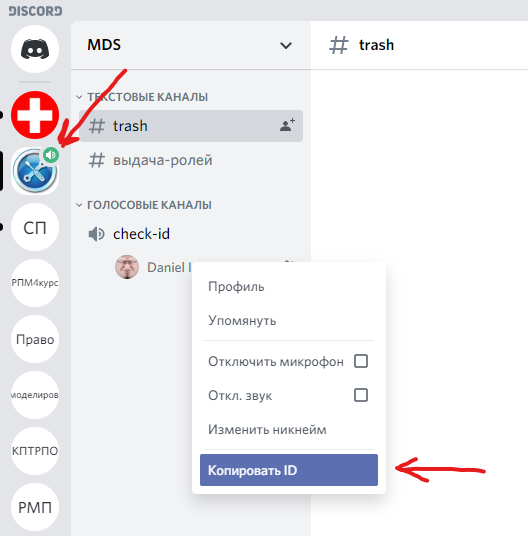 DISCORD
MDS
trash
ТЕКСТОВЫЕ КАНАЛЫ
trash
выдача-ролей
ГОЛОСОВЫЕ КАНАЛЫ
check-id
Daniel
СП
РПМ4курс
Право
моделиров
КПТРПО
РМП
Профиль
Упомянуть
Отключить микрофон
Откл. звук
Изменить никнейм
Копировать ID